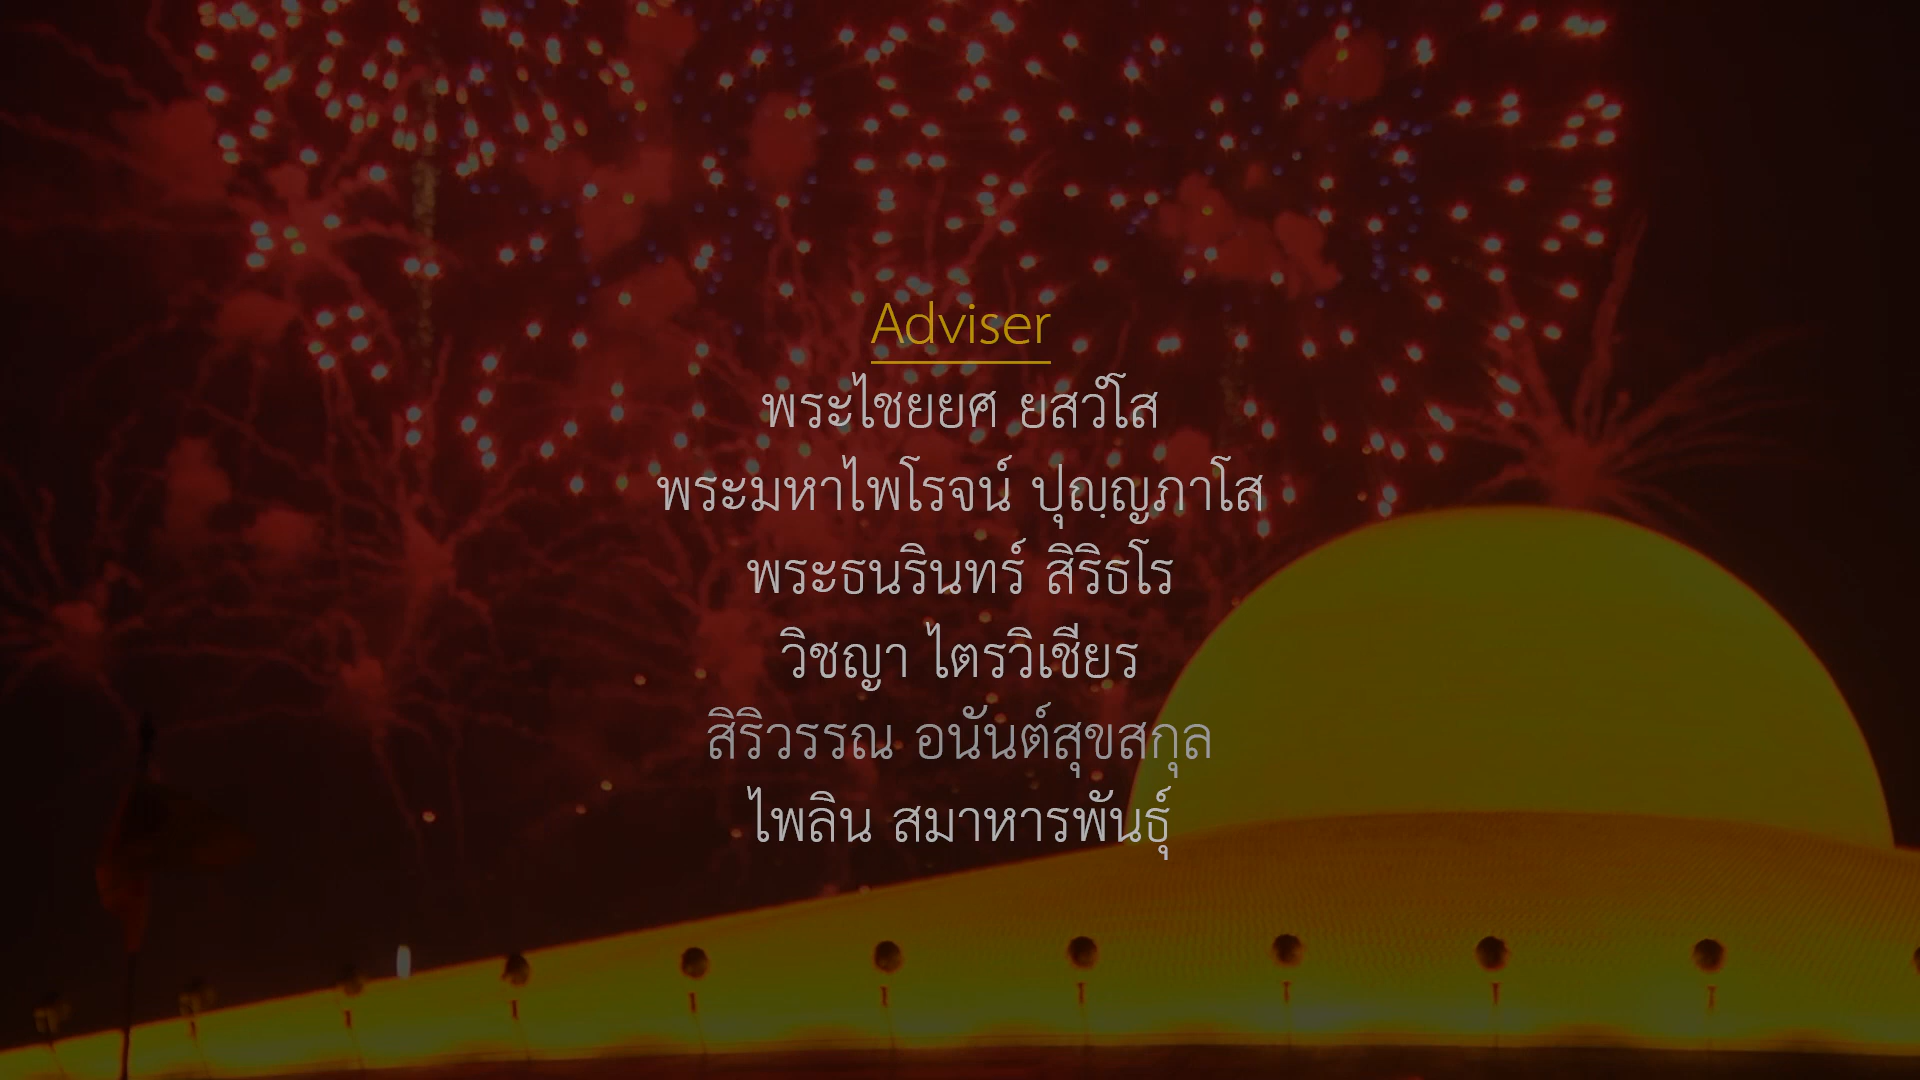 Adviser
พระไชยยศ ยสวํโส
พระมหาไพโรจน์ ปุญฺญภาโส
พระธนรินทร์ สิริธโร
วิชญา ไตรวิเชียร
สิริวรรณ อนันต์สุขสกุล
ไพลิน สมาหารพันธุ์